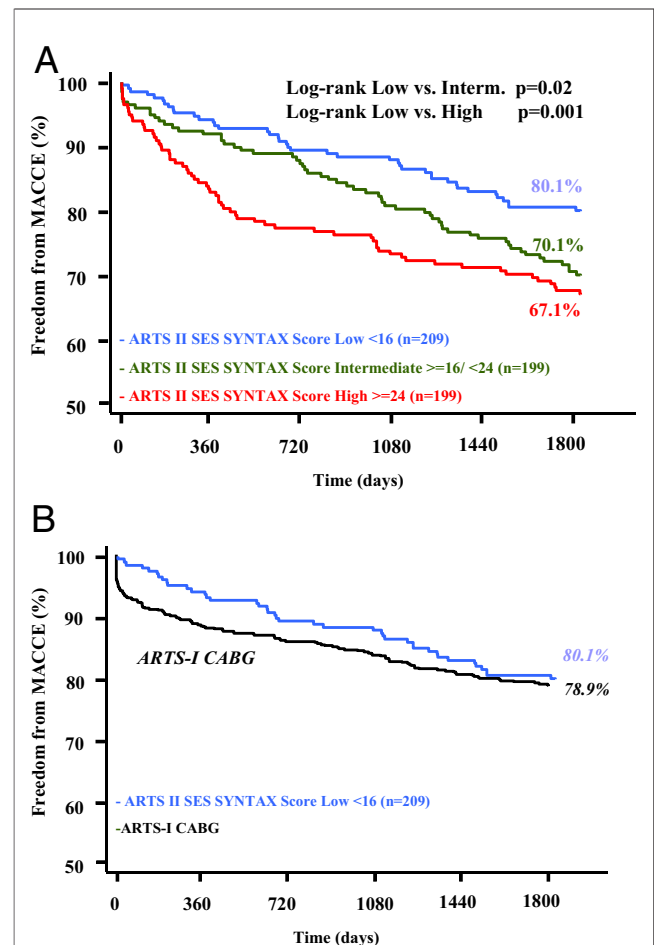 A
Log-rank Low vs. Interm. p=0.02
Log-rank Low vs. High p=0.001
Freedom from MACCE (%)
100
90
80
70
60
50
80.1%
70.1%
67.1%
- ARTS II SES SYNTAX Score Low <16 (n=209)
- ARTS II SES SYNTAX Score Intermediate >=16/ <24 (n=199)
- ARTS II SES SYNTAX Score High >=24 (n=199)
0 360 720 1080 1440 1800
Time (days)
B
Freedom from MACCE (%)
100
90
80
70
60
50
ARTS-I CABG
80.1%
78.9%
- ARTS II SES SYNTAX Score Low <16 (n=209)
-ARTS-I CABG
0 360 720 1080 1440 1800
Time (days)